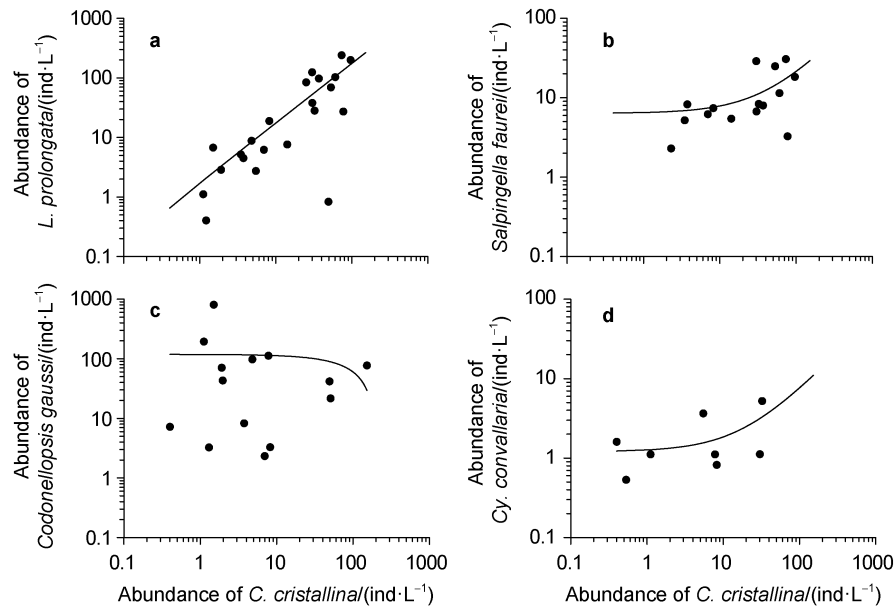 a
1000
100
10
1
0.1
Abundance of
L. prolongata/(ind·L⁻¹)
b
100
10
1
0.1
Abundance of
Salpingella faurei/(ind·L⁻¹)
c
1000
100
10
1
0.1
Abundance of
Codonellopsis gaussi/(ind·L⁻¹)
0.1 1 10 100 1000
Abundance of C. cristallina/(ind·L⁻¹)
d
100
10
1
0.1
Abundance of
Cy. convallaria/(ind·L⁻¹)
0.1 1 10 100 1000
Abundance of C. cristallina/(ind·L⁻¹)